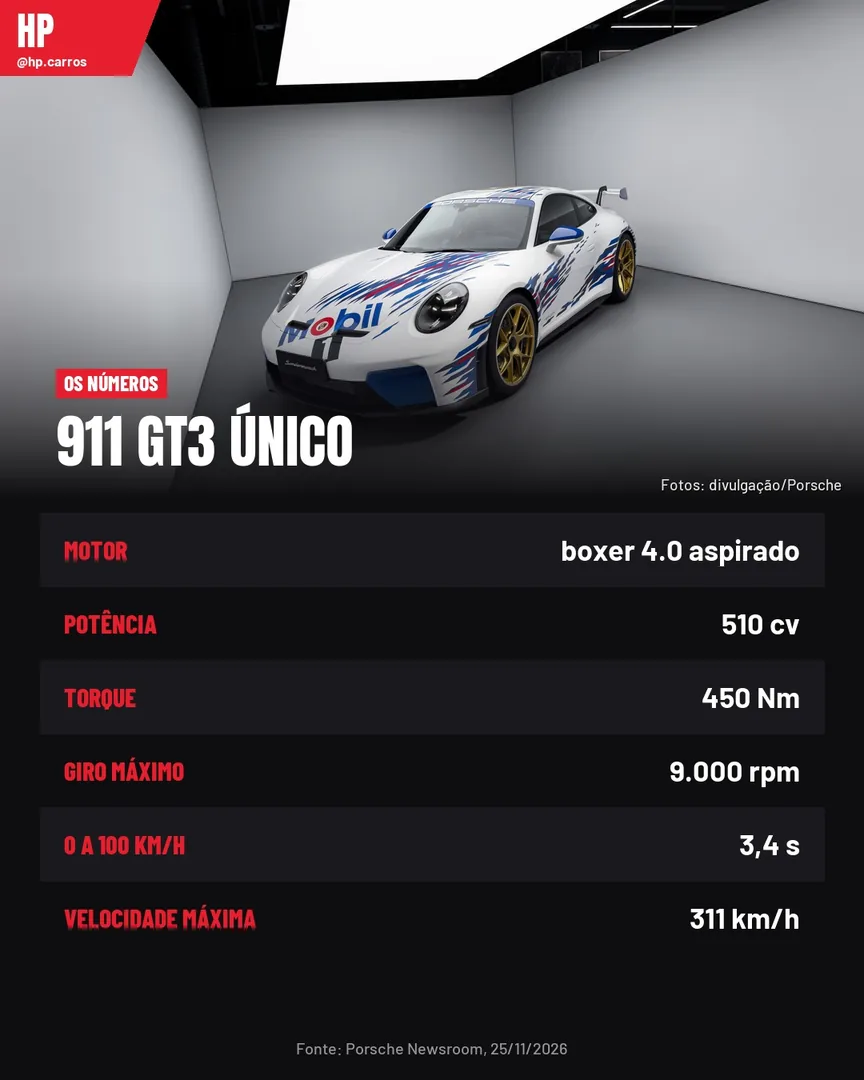 HP
@hp.carros
PORSCHE
Mobil
1
OS NÚMEROS
911 GT3 ÚNICO
Fotos: divulgação/Porsche
MOTOR
boxer 4.0 aspirado
POTÊNCIA
510 cv
TORQUE
450 Nm
GIRO MÁXIMO
9.000 rpm
0 A 100 KM/H
3,4 s
VELOCIDADE MÁXIMA
311 km/h
Fonte: Porsche Newsroom, 25/11/2026